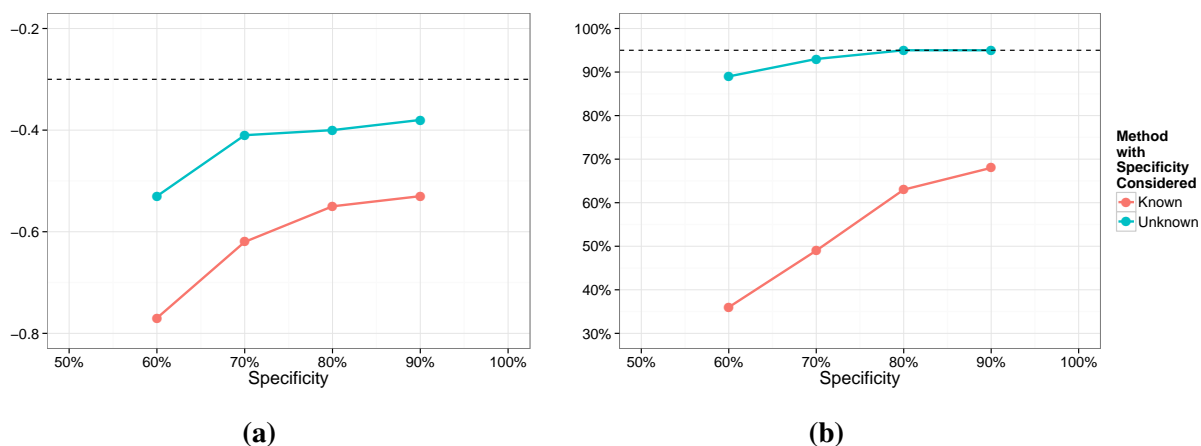 −0.2
−0.4
−0.6
−0.8
50%
60%
70%
80%
90%
100%
Specificity
(a)
100%
90%
80%
70%
60%
50%
40%
30%
50%
60%
70%
80%
90%
100%
Specificity
(b)
Method
with
Specificity
Considered
Known
Unknown